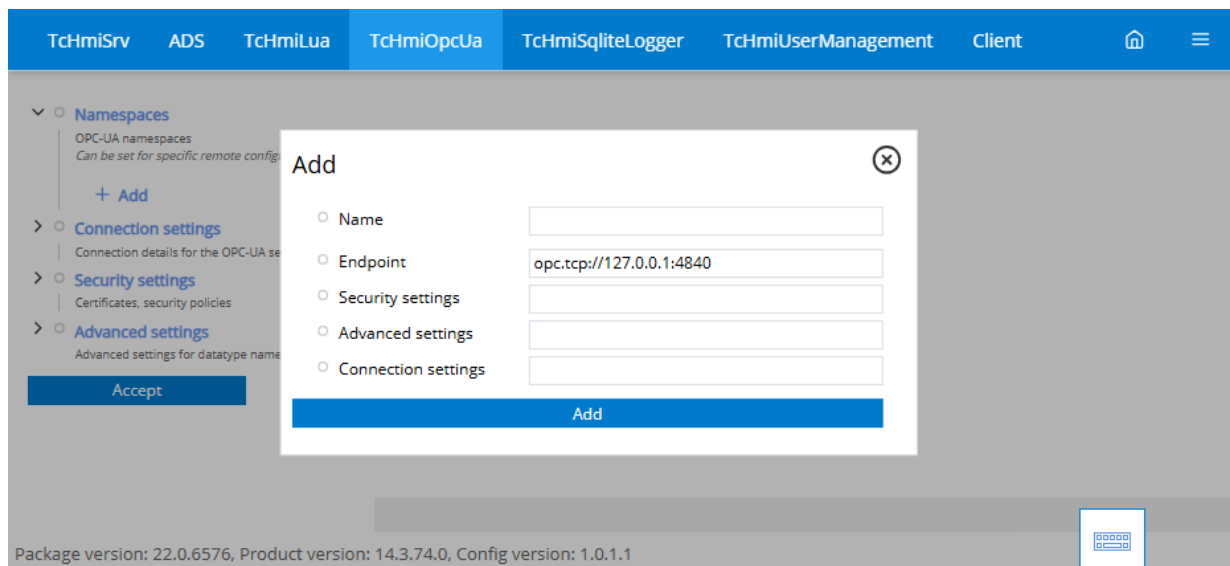 TcHmiSrv ADS TcHmiLua TcHmiOpcUa TcHmiSqliteLogger TcHmiUserManagement Client
Namespaces
OPC-UA namespaces
Can be set for specific remote
+ Add
Connection settings
Connection details for the OPC-UA
Security settings
Certificates, security policies
Advanced settings
Advanced settings for datatype name
Accept
Add
Name
Endpoint opc.tcp://127.0.0.1:4840
Security settings
Advanced settings
Connection settings
Add
Package version: 22.0.6576, Product version: 14.3.74.0, Config version: 1.0.1.1